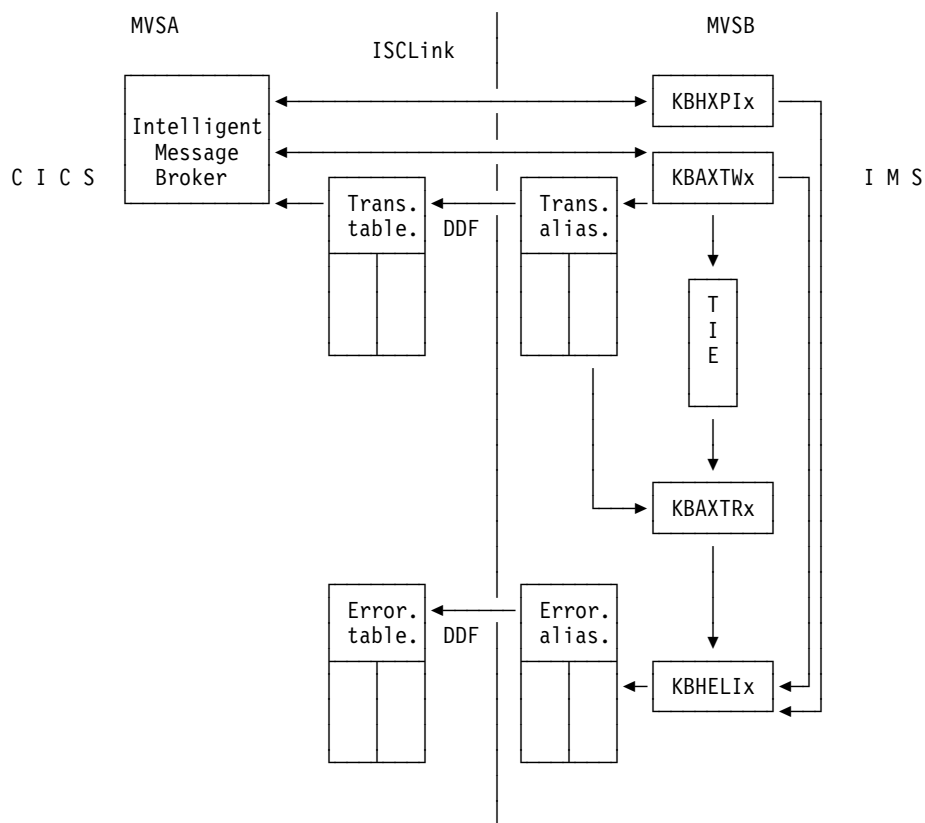 MVSA
MVSB
ISCLink
KBHXPIx
Intelligent
Message
Broker
C I C S
KBAXTWx
I M S
Trans.
table.
DDF
Trans.
alias.
T
I
E
KBAXTRx
Error.
table.
DDF
Error.
alias.
KBHELIx